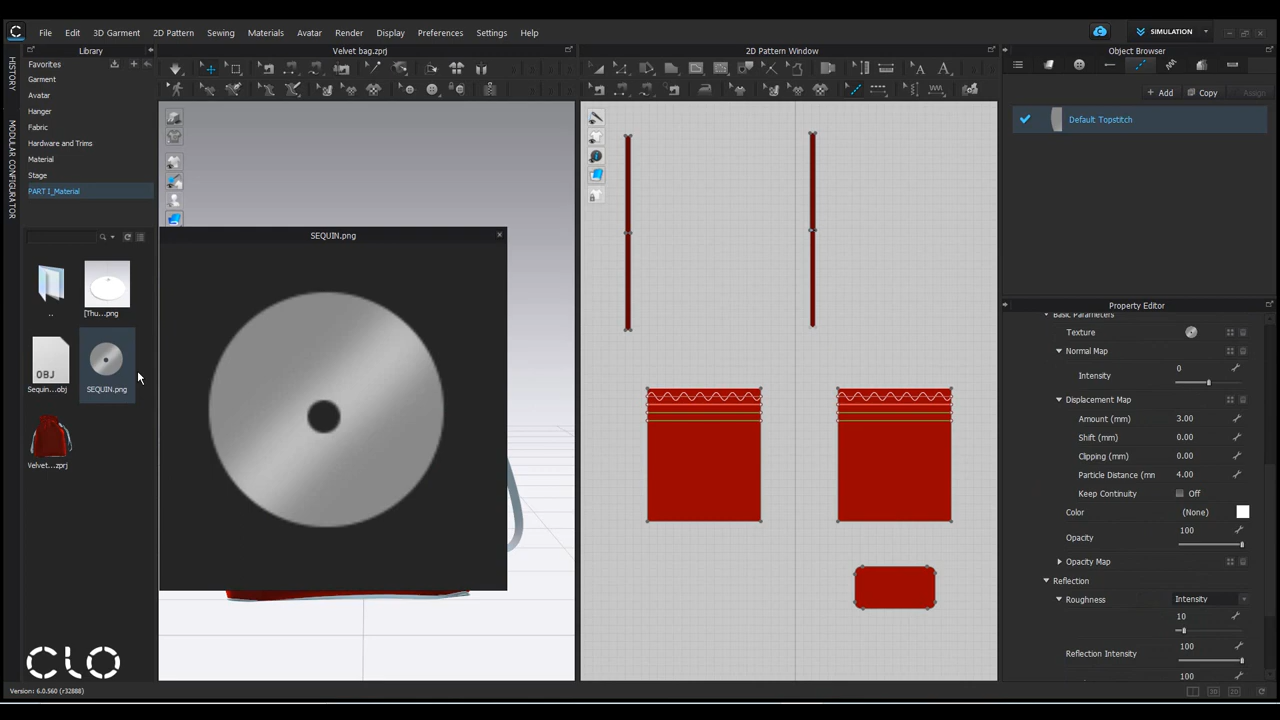 File Edit 3D Garment 2D Pattern Sewing Materials Avatar Render Display Preferences Settings Help SIMULATION
HISTORY
MODULAR CONFIGURATOR
Library
Favorites
Garment
Avatar
Hanger
Fabric
Hardware and Trims
Material
Stage
PART I_Material
..
[Thu...png
Sequin...obj
OBJ
SEQUIN.png
Velvet...zprj
CLO
Version: 6.0.560 (r32888)
Velvet bag.zprj
SEQUIN.png
2D Pattern Window
Object Browser
+ Add
Copy
Assign
Default Topstitch
Property Editor
Basic Parameters
Texture
Normal Map
Intensity 0
Displacement Map
Amount (mm) 3.00
Shift (mm) 0.00
Clipping (mm) 0.00
Particle Distance (mn 4.00
Keep Continuity Off
Color (None)
Opacity 100
Opacity Map
Reflection
Roughness Intensity
10
Reflection Intensity 100
100
3D 2D